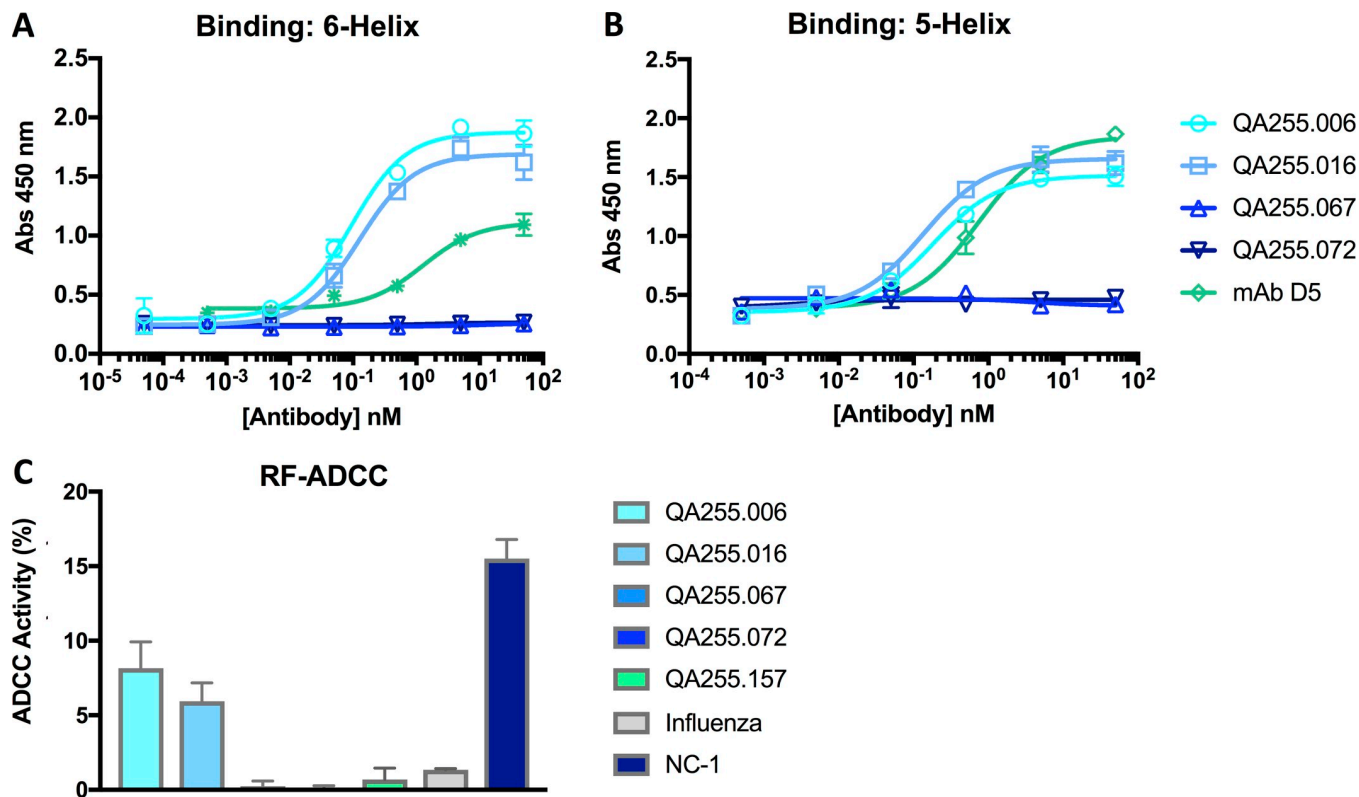 A
Binding: 6-Helix
Abs 450 nm
2.5
2.0
1.5
1.0
0.5
0.0
10-5 10-4 10-3 10-2 10-1 100 101 102
[Antibody] nM
B
Binding: 5-Helix
Abs 450 nm
2.5
2.0
1.5
1.0
0.5
0.0
10-4 10-3 10-2 10-1 100 101 102
[Antibody] nM
QA255.006
QA255.016
QA255.067
QA255.072
mAb D5
C
RF-ADCC
ADCC Activity (%)
20
15
10
5
0
QA255.006
QA255.016
QA255.067
QA255.072
QA255.157
Influenza
NC-1